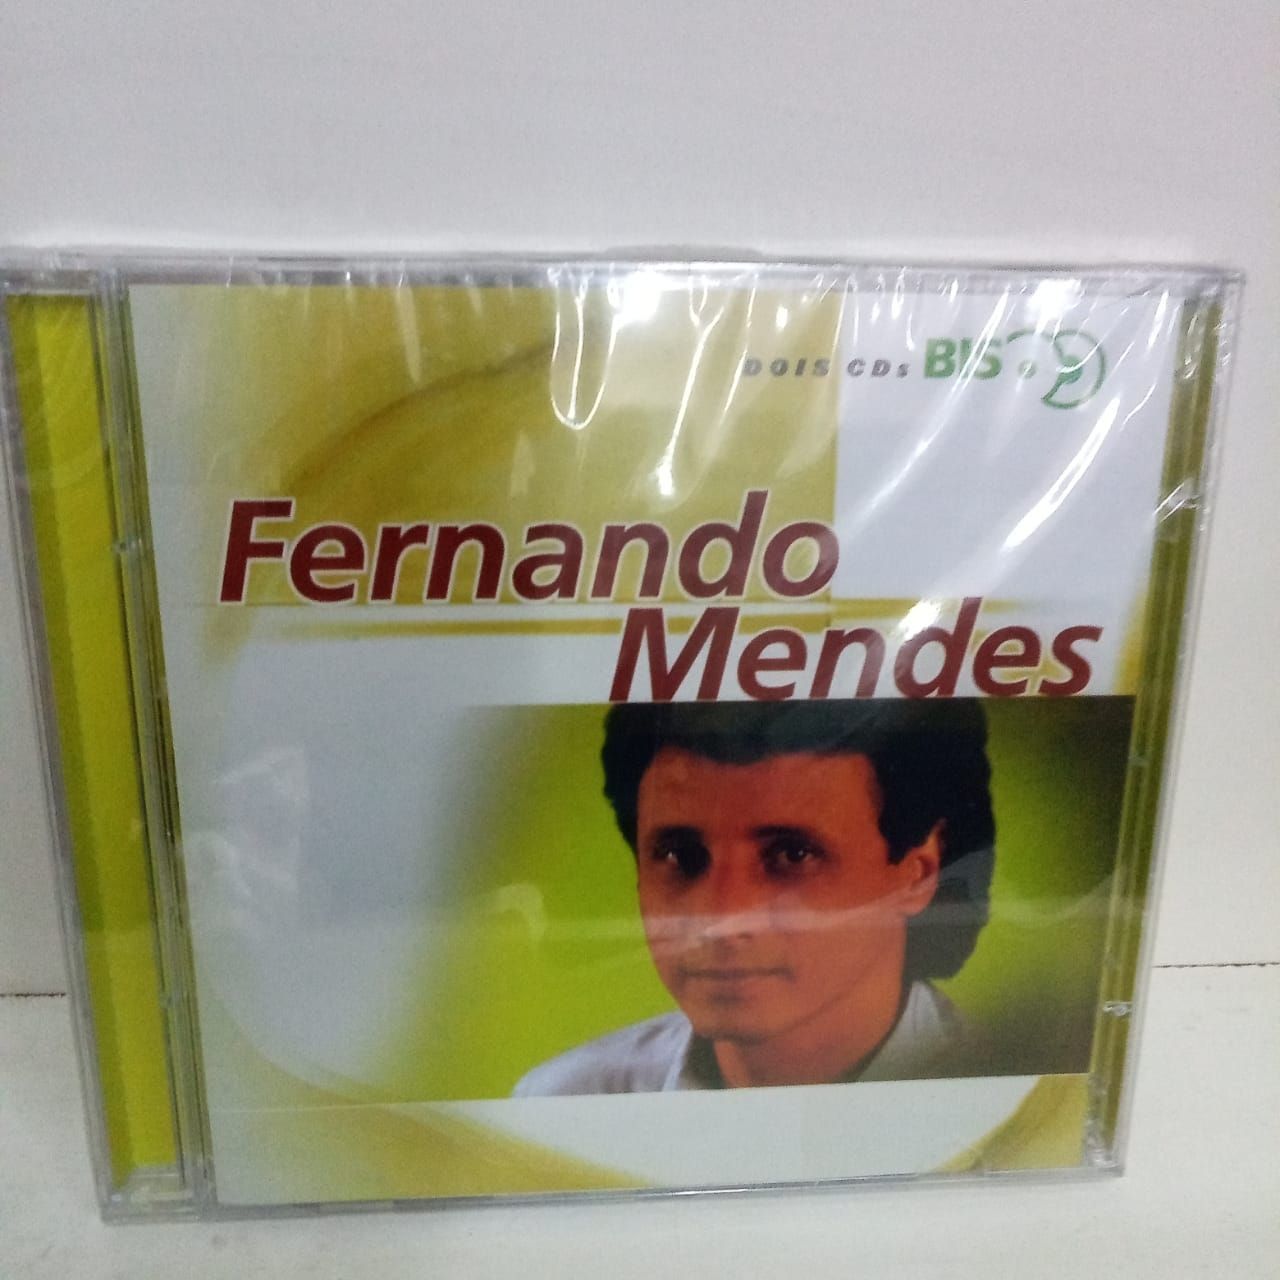 DOIS CDs BIS
Fernando
Mendes